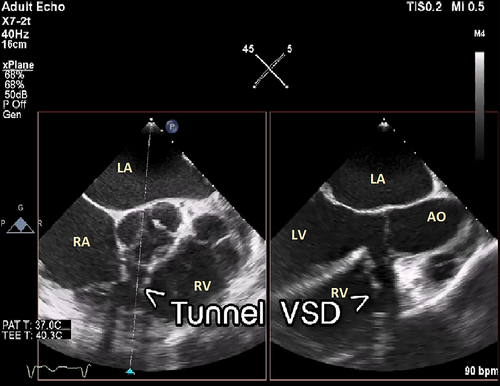 Adult Echo
TIS0.2 MI 0.5
X7-2t
40Hz
16cm
xPlane
68%
68%
50dB
P Off
Gen
45 5
M4
P
G
P R
LA
RA
RV
LA
LV
AO
RV
Tunnel VSD
PAT T: 37.0C
TEE T: 40.3C
90 bpm